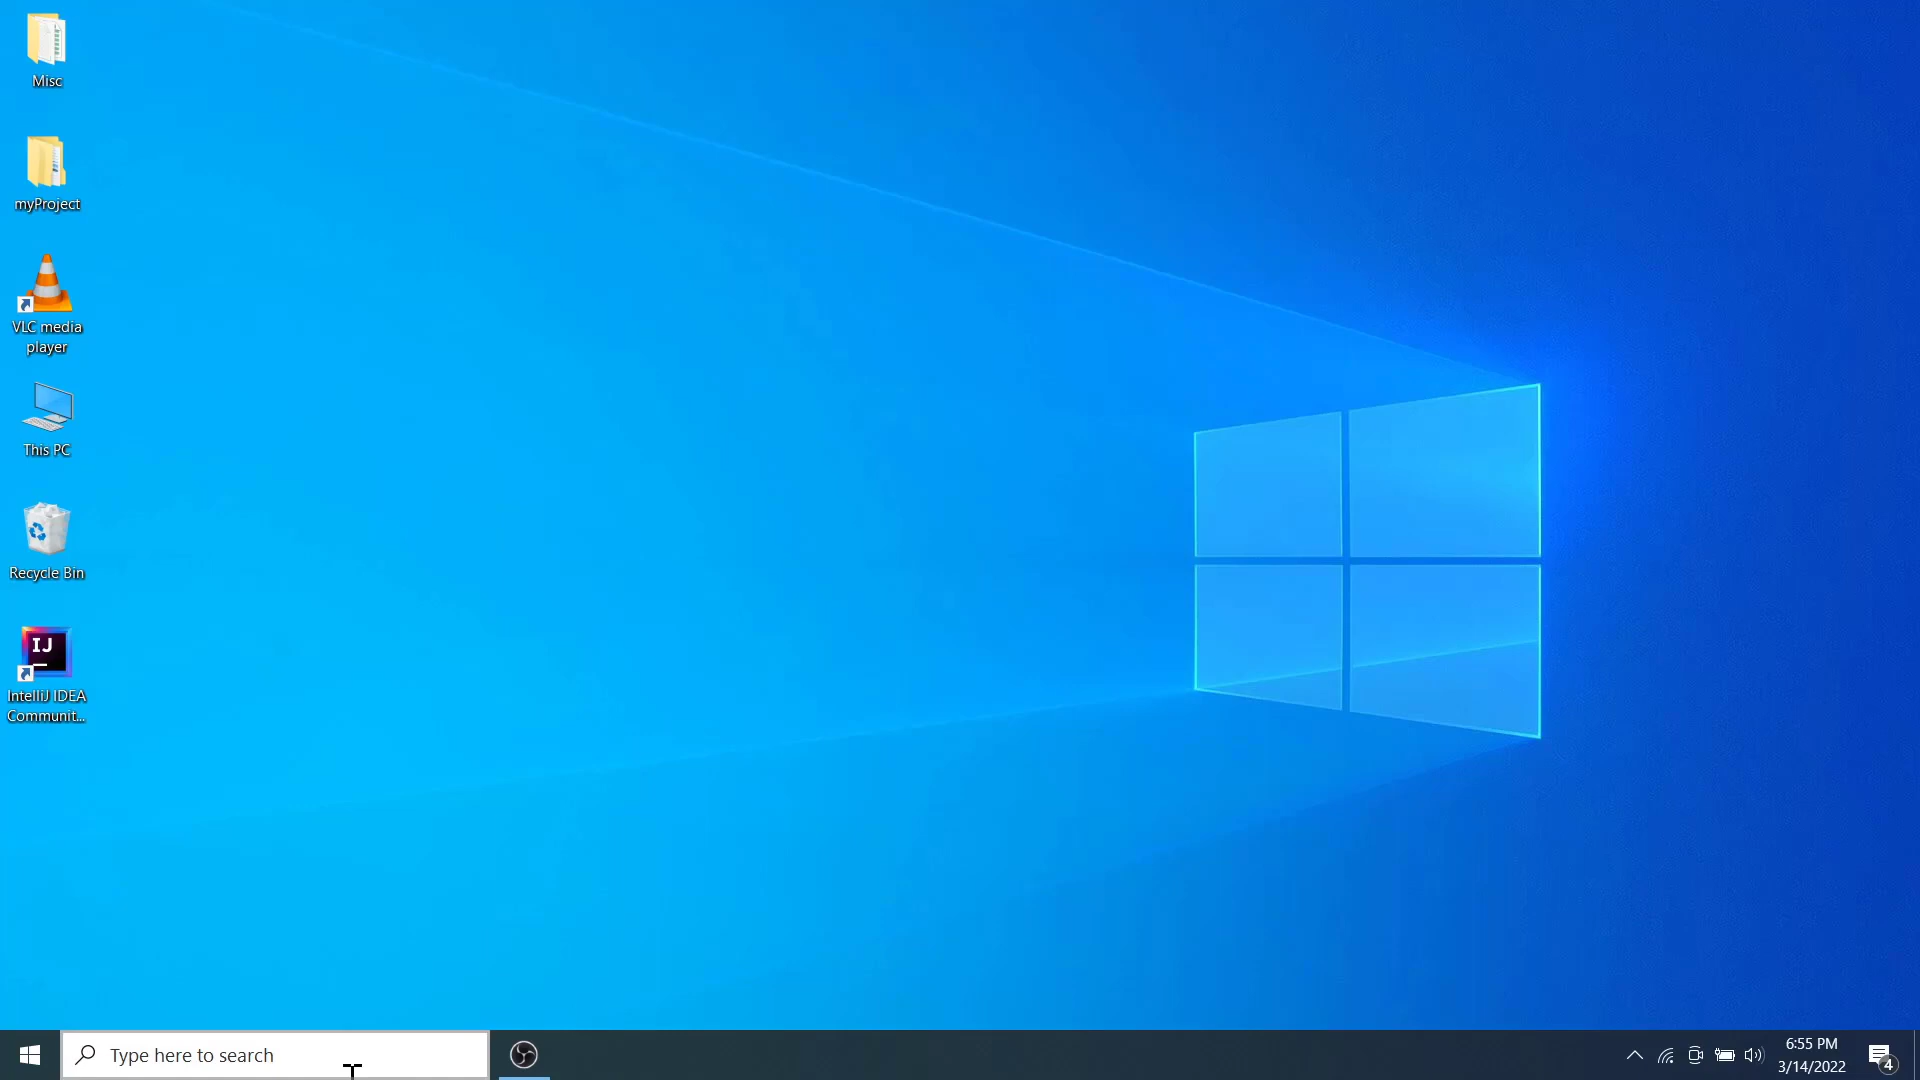 Misc
myProject
VLC media
player
This PC
Recycle Bin
IJ
IntelliJ IDEA
Communit...
Type here to search
6:55 PM
3/14/2022
4